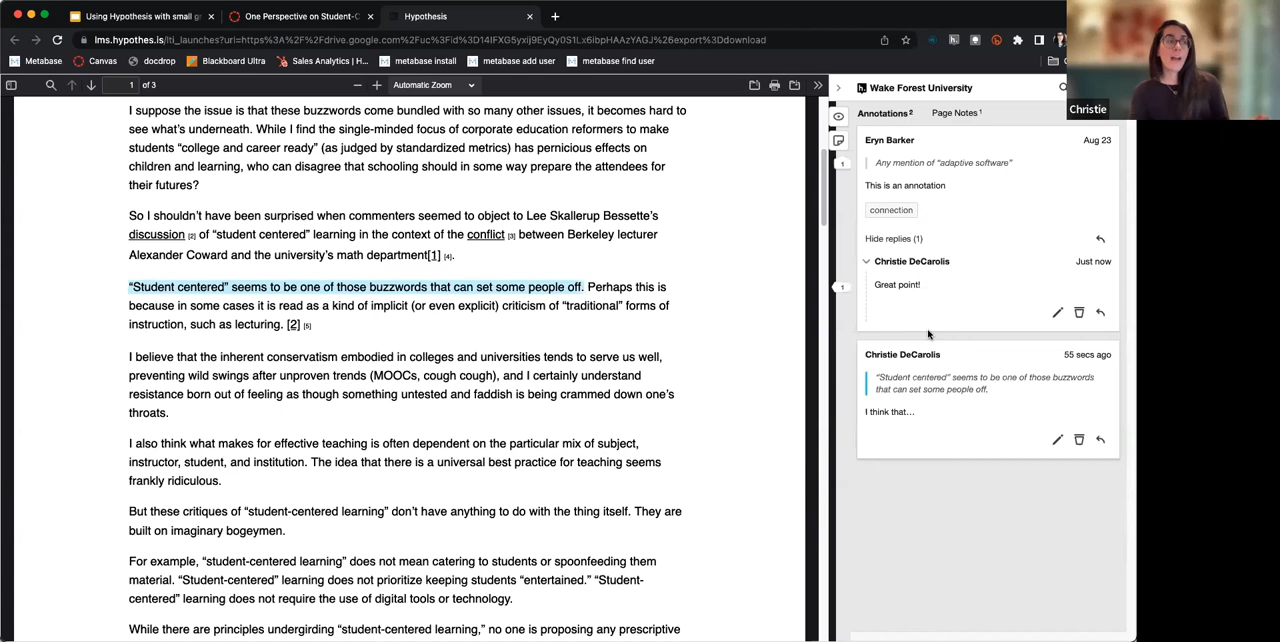 Using Hypothesis with small gr
One Perspective on Student-C
Hypothesis
lms.hypothes.is/lti_launches?url=https%3A%2F%2Fdrive.google.com%2Fuc%3Fid%3D14IFXG5yxij9EyQy0S1Lx6ibpHAAzYAGJ%26export%3Ddownload
Metabase
Canvas
docdrop
Blackboard Ultra
Sales Analytics | H...
metabase install
metabase add user
metabase find user
1 of 3
Automatic Zoom
I suppose the issue is that these buzzwords come bundled with so many other issues, it becomes hard to
see what’s underneath. While I find the single-minded focus of corporate education reformers to make
students “college and career ready” (as judged by standardized metrics) has pernicious effects on
children and learning, who can disagree that schooling should in some way prepare the attendees for
their futures?
So I shouldn’t have been surprised when commenters seemed to object to Lee Skallerup Bessette’s
discussion [2] of “student centered” learning in the context of the conflict [3] between Berkeley lecturer
Alexander Coward and the university’s math department[1] [4].
“Student centered” seems to be one of those buzzwords that can set some people off. Perhaps this is
because in some cases it is read as a kind of implicit (or even explicit) criticism of “traditional” forms of
instruction, such as lecturing. [2] [5]
I believe that the inherent conservatism embodied in colleges and universities tends to serve us well,
preventing wild swings after unproven trends (MOOCs, cough cough), and I certainly understand
resistance born out of feeling as though something untested and faddish is being crammed down one’s
throats.
I also think what makes for effective teaching is often dependent on the particular mix of subject,
instructor, student, and institution. The idea that there is a universal best practice for teaching seems
frankly ridiculous.
But these critiques of “student-centered learning” don’t have anything to do with the thing itself. They are
built on imaginary bogeymen.
For example, “student-centered learning” does not mean catering to students or spoonfeeding them
material. “Student-centered” learning does not prioritize keeping students “entertained.” “Student-
centered” learning does not require the use of digital tools or technology.
While there are principles undergirding “student-centered learning,” no one is proposing any prescriptive
h. Wake Forest University
Annotations 2 Page Notes 1
1
1
Eryn Barker Aug 23
Any mention of “adaptive software”
This is an annotation
connection
Hide replies (1)
Christie DeCarolis Just now
Great point!
Christie DeCarolis 55 secs ago
“Student centered” seems to be one of those buzzwords
that can set some people off.
I think that…
Christie